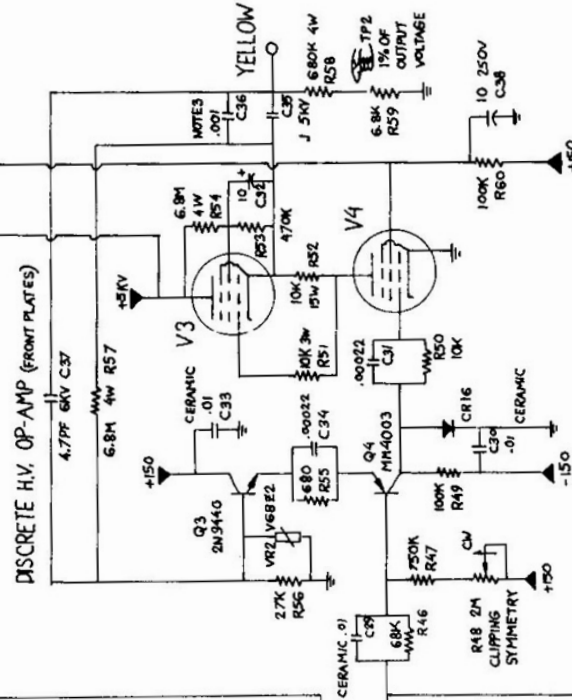 DISCRETE H.V. OP-AMP (FRONT PLATES)
4.7PF 6KV C37
6.8M 4W R57
NOTE3
.001
C36
C35
J 5KV
YELLOW
680K 4W
R58
TP2
1% OF
OUTPUT
VOLTAGE
6.8K
R59
10 250V
C38
100K
R60
+150
+5KV
V3
6.8M
4W
R54
10
+
C32
R53
470K
10K
15W
R52
10K 3W
R51
V4
.00022
C31
R50
10K
+150
CERAMIC
.01
C33
Q3
2N9440
VR2
V68Z2
27K
R56
680
R55
.00022
C34
Q4
MM4003
CR16
100K
R49
C30
.01
CERAMIC
-150
CERAMIC .01
C29
68K
R46
750K
R47
CW
R48 2M
CLIPPING
SYMMETRY
+150